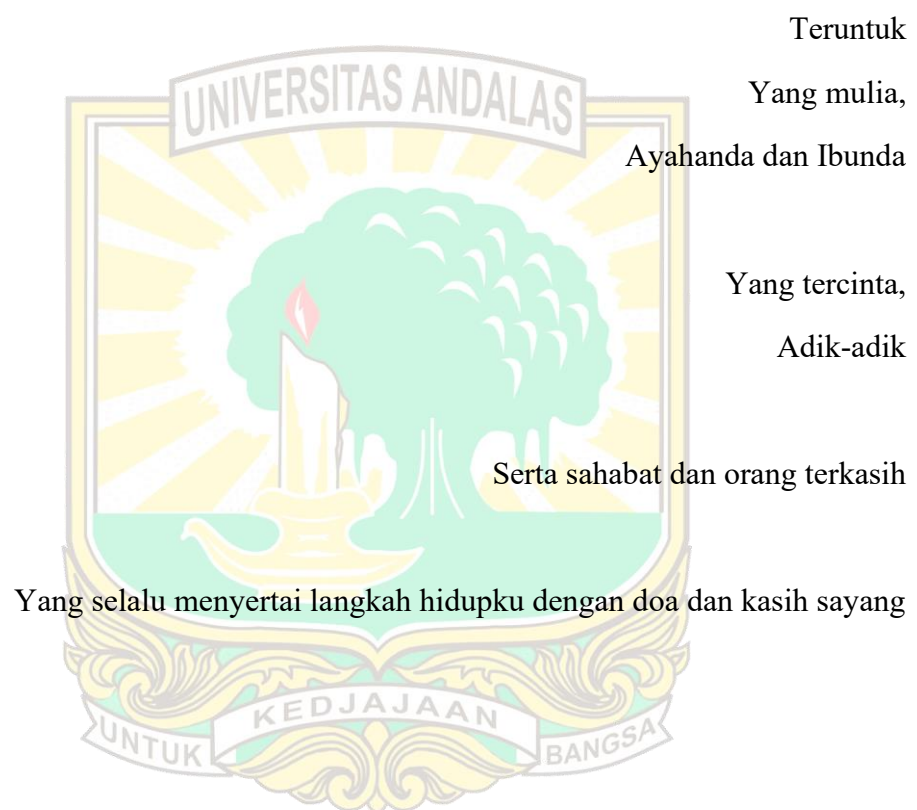 Teruntuk
UNIVERSITAS ANDALAS
Yang mulia,
Ayahanda dan Ibunda
Yang tercinta,
Adik-adik
Serta sahabat dan orang terkasih
Yang selalu menyertai langkah hidupku dengan doa dan kasih sayang
UNTUK KEDJAJAAN BANGSA